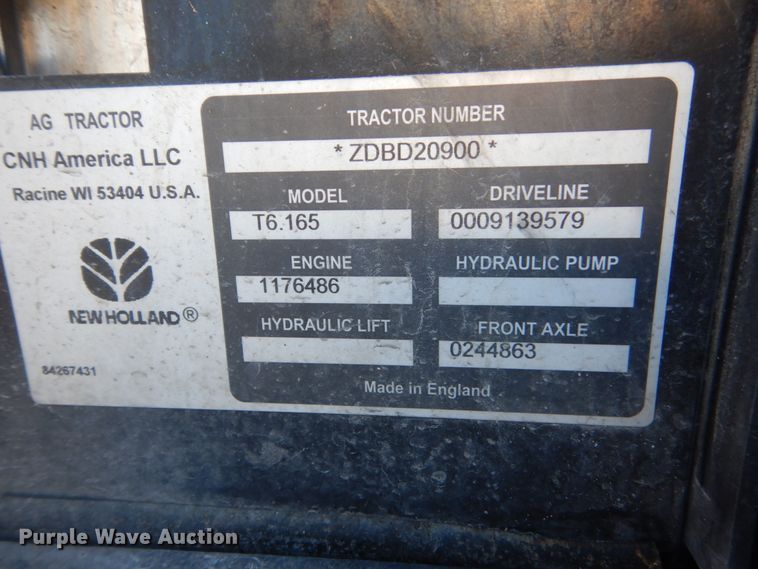 AG TRACTOR
CNH America LLC
Racine WI 53404 U.S.A.
NEW HOLLAND®
84267431
TRACTOR NUMBER
* ZDBD20900 *
MODEL
T6.165
DRIVELINE
0009139579
ENGINE
1176486
HYDRAULIC PUMP
HYDRAULIC LIFT
FRONT AXLE
0244863
Made in England
Purple Wave Auction